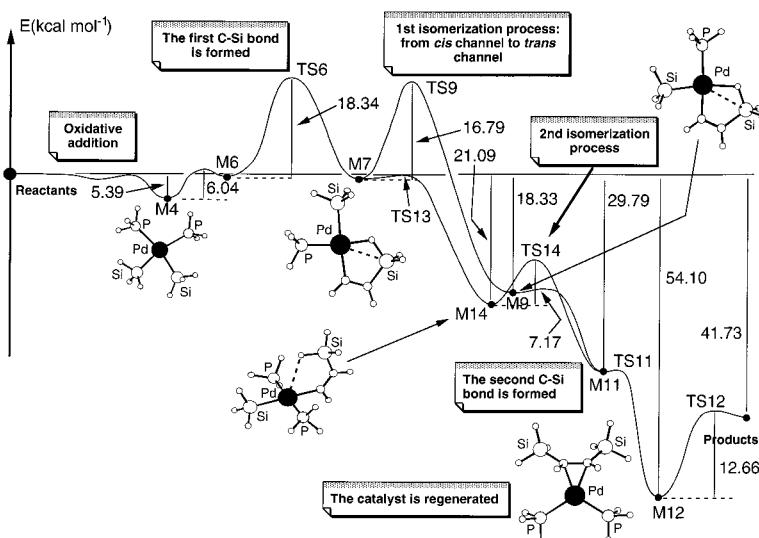 E(kcal mol-1)
The first C-Si bond
is formed
TS6
1st isomerization process:
from cis channel to trans
channel
TS9
P
Pd
Si
Si
18.34
16.79
Oxidative
addition
2nd isomerization
process
M6
M7
21.09
Reactants
5.39
6.04
M4
TS13
18.33
29.79
TS14
P
P
Pd
Si
Si
Si
Pd
P
Si
54.10
41.73
M14
M9
7.17
Si
P
Pd
Si
P
M11
TS11
The second C-Si
bond is formed
TS12
Products
12.66
Si
Si
Pd
P
P
The catalyst is regenerated
M12